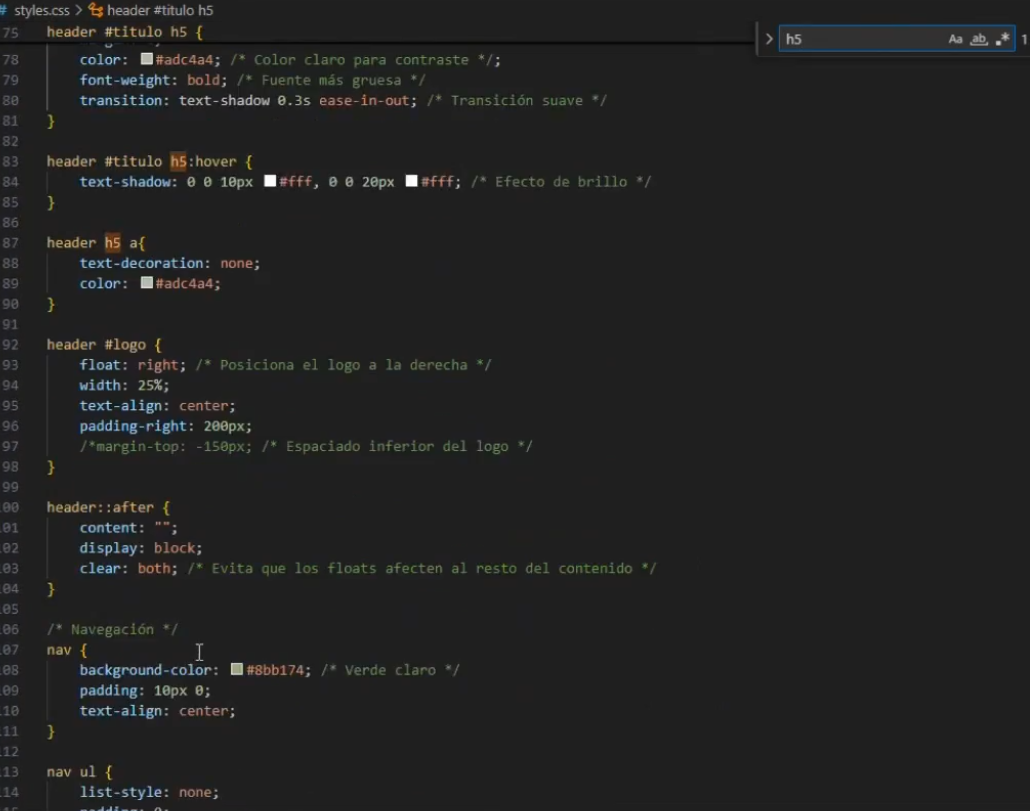 # styles.css > header #titulo h5
75 header #titulo h5 {
h5 Aa ab, .* 1
78 color: #adc4a4; /* Color claro para contraste */;
79 font-weight: bold; /* Fuente más gruesa */
80 transition: text-shadow 0.3s ease-in-out; /* Transición suave */
81 }
82
83 header #titulo h5:hover {
84 text-shadow: 0 0 10px #fff, 0 0 20px #fff; /* Efecto de brillo */
85 }
86
87 header h5 a{
88 text-decoration: none;
89 color: #adc4a4;
90 }
91
92 header #logo {
93 float: right; /* Posiciona el logo a la derecha */
94 width: 25%;
95 text-align: center;
96 padding-right: 200px;
97 /*margin-top: -150px; /* Espaciado inferior del logo */
98 }
99
00 header::after {
01 content: "";
02 display: block;
03 clear: both; /* Evita que los floats afecten al resto del contenido */
04 }
05
06 /* Navegación */
07 nav {
08 background-color: #8bb174; /* Verde claro */
09 padding: 10px 0;
10 text-align: center;
11 }
12
13 nav ul {
14 list-style: none;